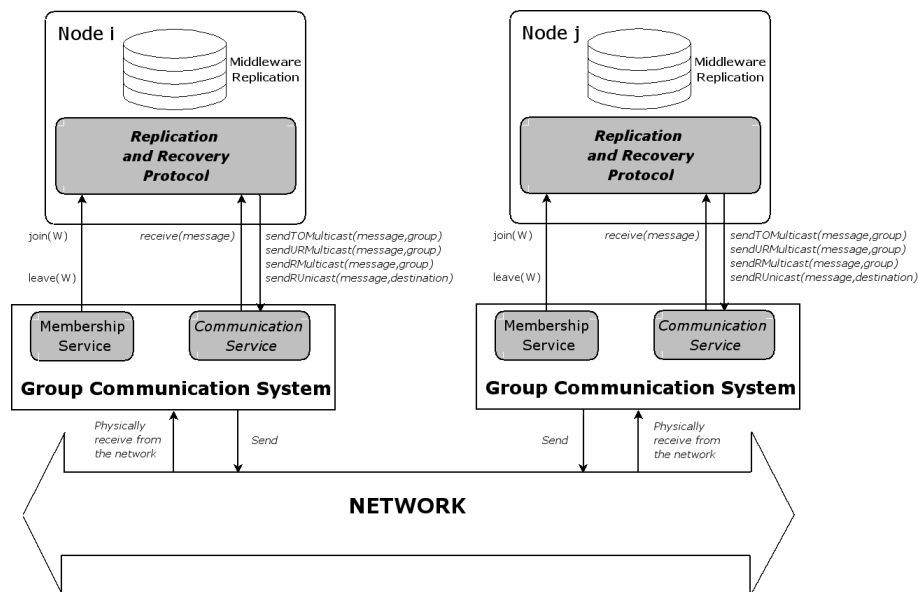 Node i
Middleware
Replication
Replication
and Recovery
Protocol
join(W)
leave(W)
receive(message)
sendTOMulticast(message,group)
sendURMulticast(message,group)
sendRMulticast(message,group)
sendRUnicast(message,destination)
Membership
Service
Communication
Service
Group Communication System
Physically
receive from
the network
Send
Node j
Middleware
Replication
Replication
and Recovery
Protocol
join(W)
leave(W)
receive(message)
sendTOMulticast(message,group)
sendURMulticast(message,group)
sendRMulticast(message,group)
sendRUnicast(message,destination)
Membership
Service
Communication
Service
Group Communication System
Send
Physically
receive from
the network
NETWORK